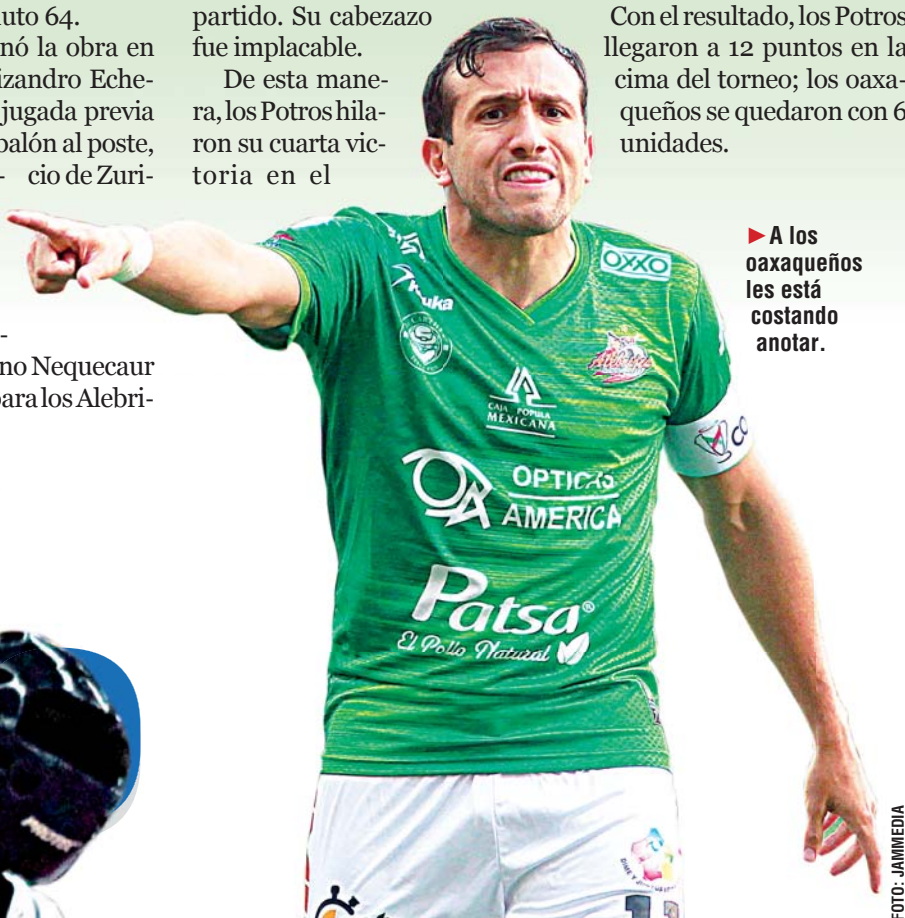 uto 64.
nó la obra en
izandro Eche-
jugada previa
balón al poste,
- cio de Zuri-
-
no Nequecaur
para los Alebri-
partido. Su cabezazo
fue implacable.
De esta mane-
ra, los Potros hila-
ron su cuarta vic-
toria en el
Con el resultado, los Potros
llegaron a 12 puntos en la
cima del torneo; los oaxa-
queños se quedaron con 6
unidades.
►A los
oaxaqueños
les está
costando
anotar.
OXXO
Keuka
CAJA POPULA
MEXICANA
CO
OPTICAS
AMERICA
Patsa®
El Pollo Natural
FOTO: JAMMEDIA